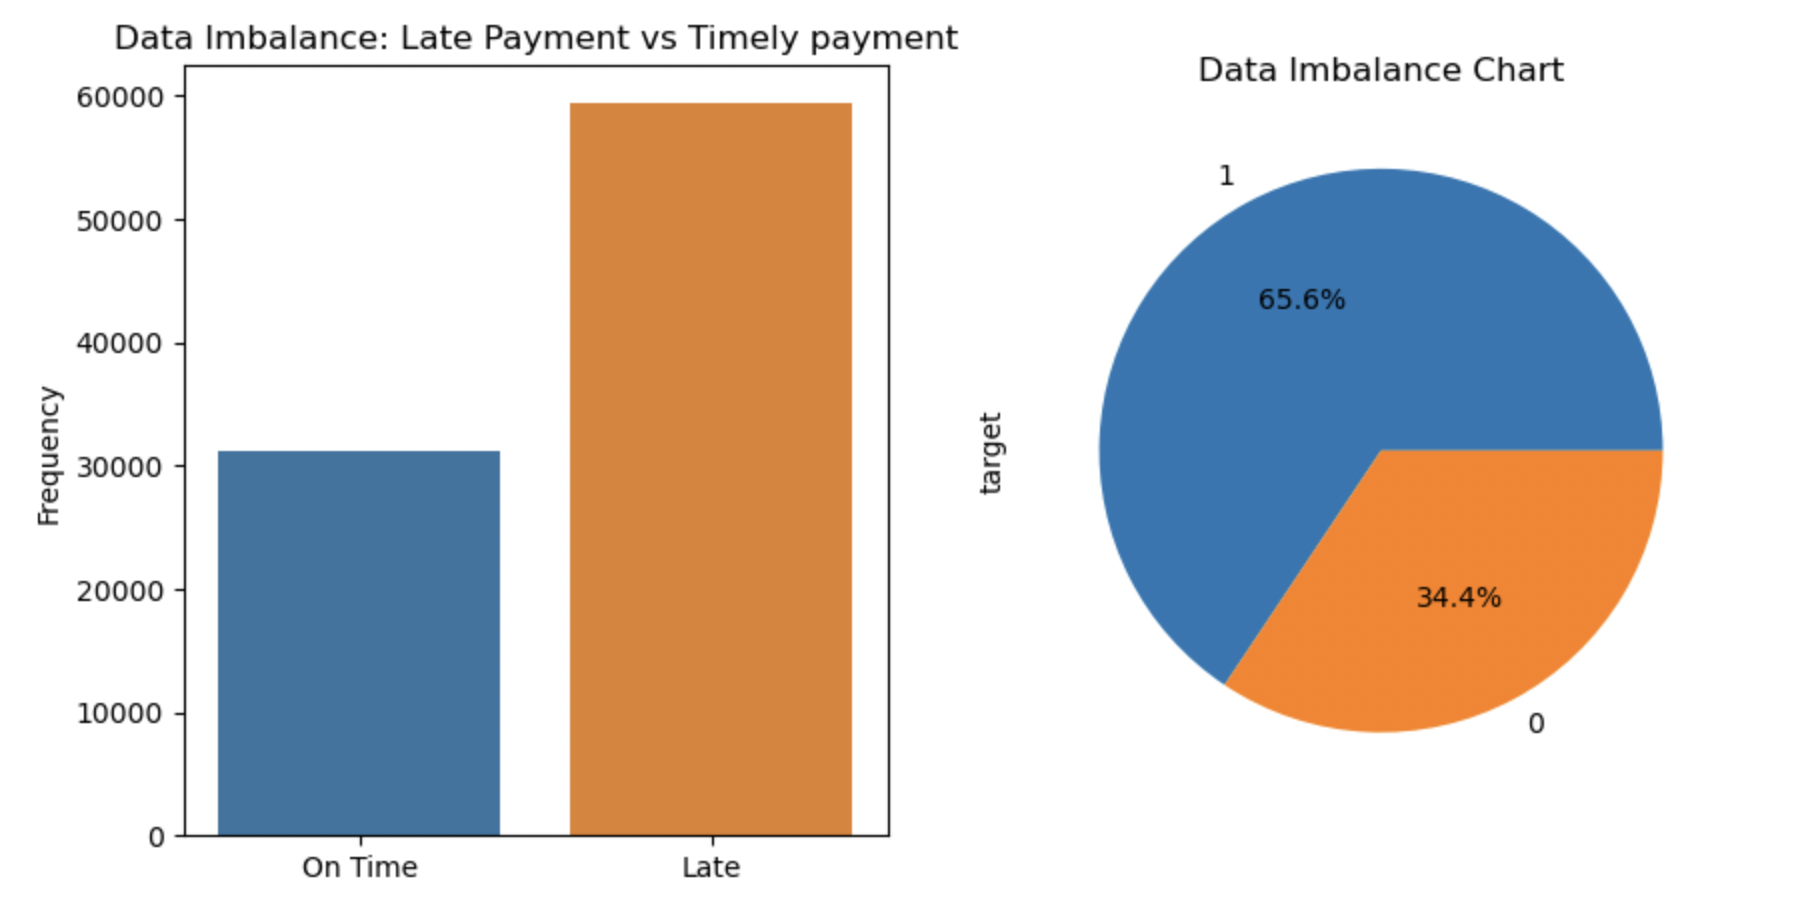 Data Imbalance: Late Payment vs Timely payment
Frequency
60000
50000
40000
30000
20000
10000
0
On Time
Late
Data Imbalance Chart
target
1
65.6%
34.4%
0